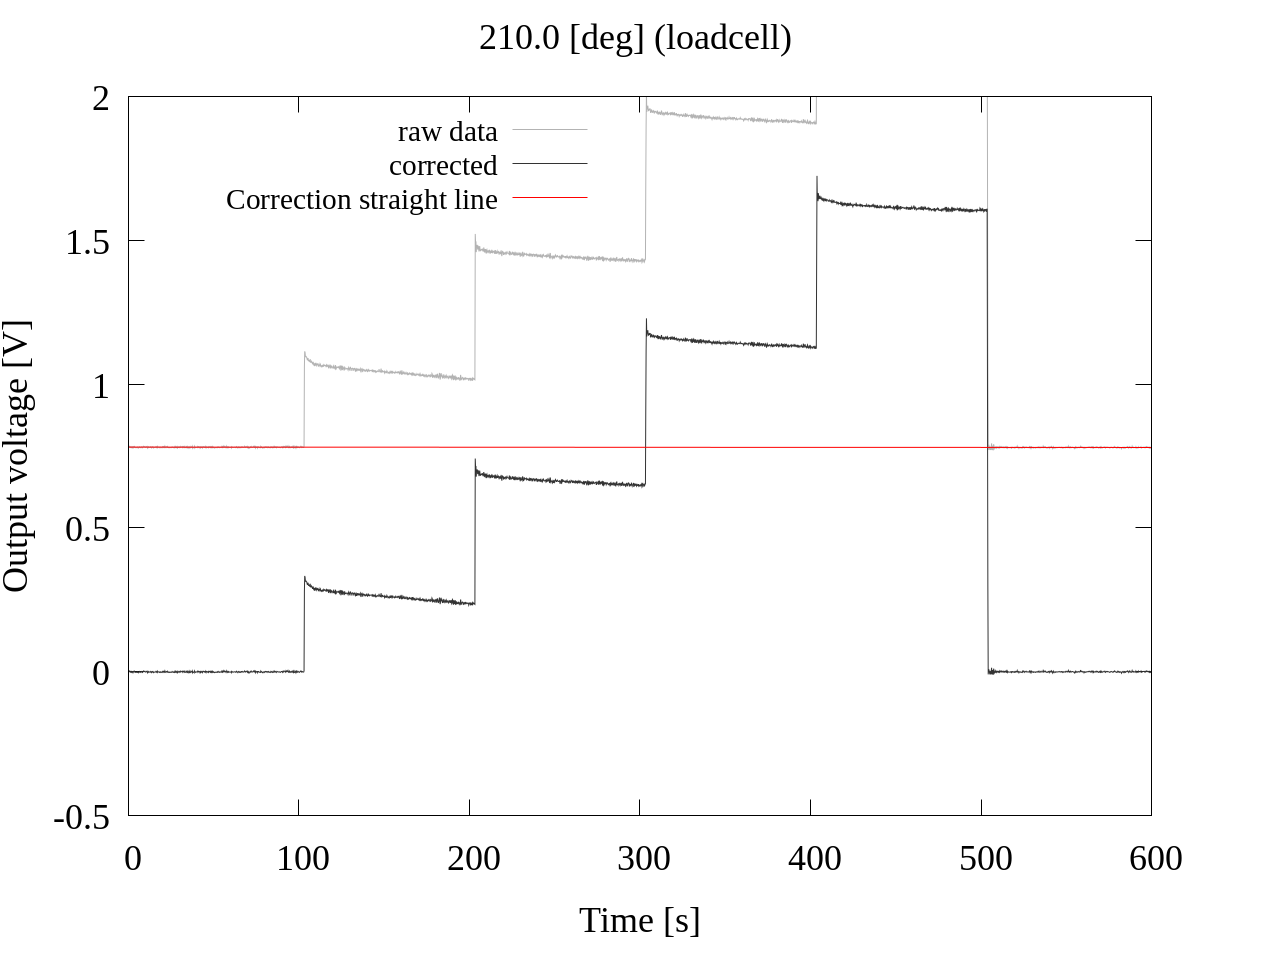 210.0 [deg] (loadcell)
2
1.5
1
0.5
0
-0.5
raw data
corrected
Correction straight line
Output voltage [V]
0 100 200 300 400 500 600
Time [s]